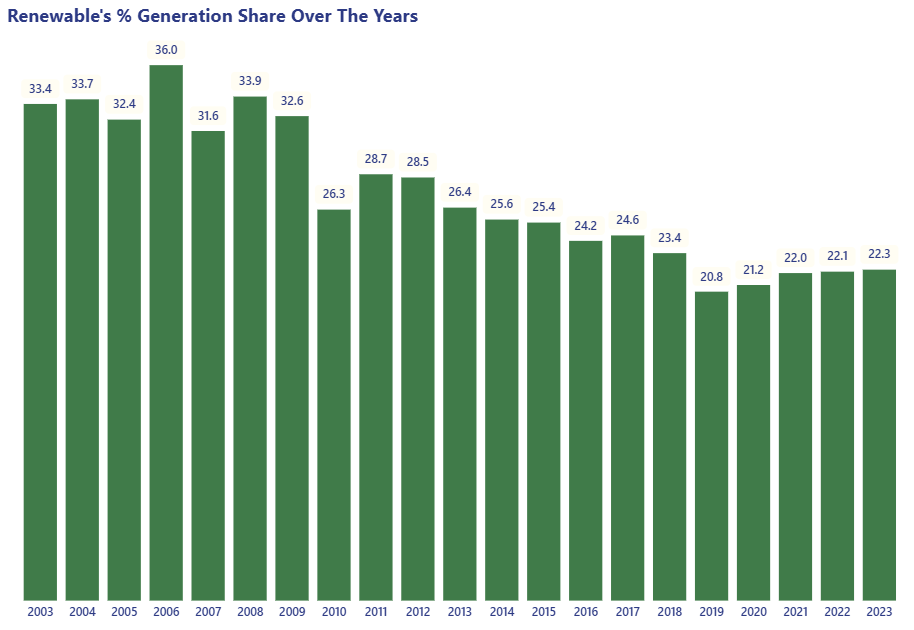 Renewable's % Generation Share Over The Years
36.0
33.4 33.7 32.4 31.6 33.9 32.6
26.3 28.7 28.5 26.4 25.6 25.4 24.2 24.6 23.4
20.8 21.2 22.0 22.1 22.3
2003 2004 2005 2006 2007 2008 2009 2010 2011 2012 2013 2014 2015 2016 2017 2018 2019 2020 2021 2022 2023